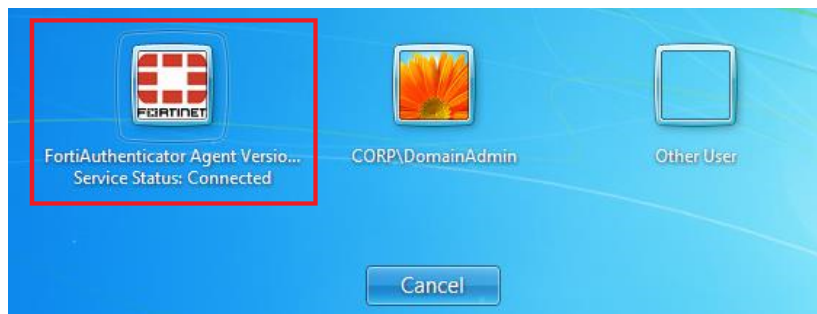 FORTINET
FortiAuthenticator Agent Versio...
Service Status: Connected
CORP\DomainAdmin
Other User
Cancel